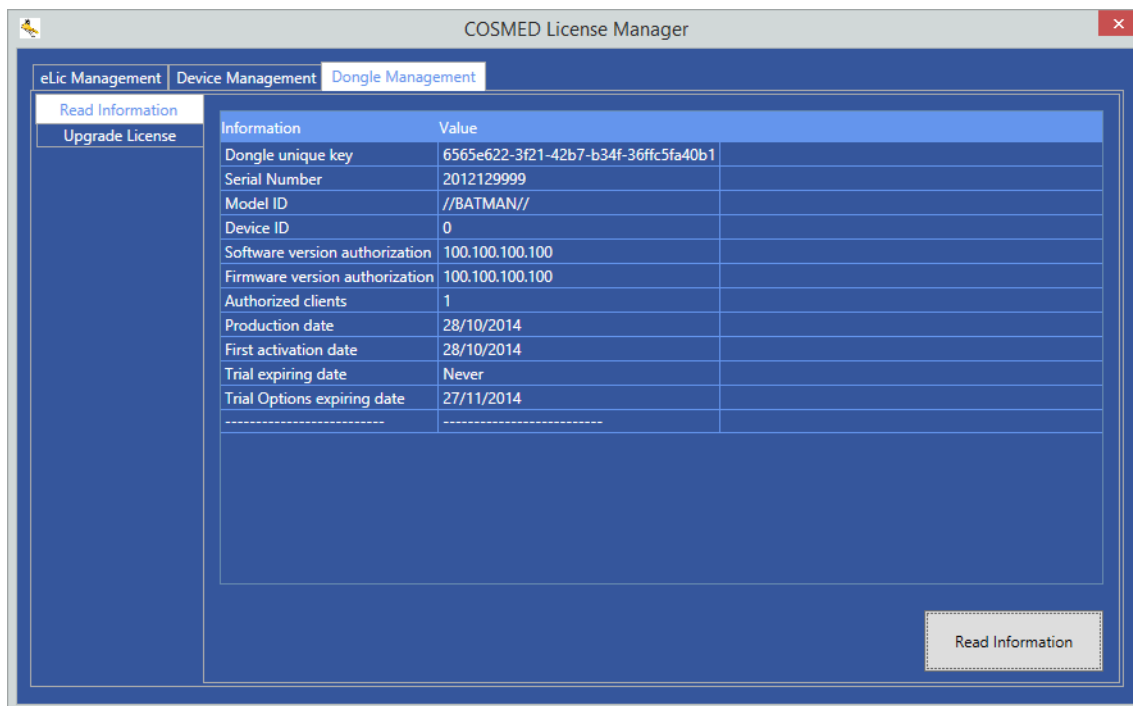 COSMED License Manager
eLic Management Device Management Dongle Management
Read Information
Upgrade License
Information Value
Dongle unique key 6565e622-3f21-42b7-b34f-36ffc5fa40b1
Serial Number 2012129999
Model ID //BATMAN//
Device ID 0
Software version authorization 100.100.100.100
Firmware version authorization 100.100.100.100
Authorized clients 1
Production date 28/10/2014
First activation date 28/10/2014
Trial expiring date Never
Trial Options expiring date 27/11/2014
-------------------------- --------------------------
Read Information